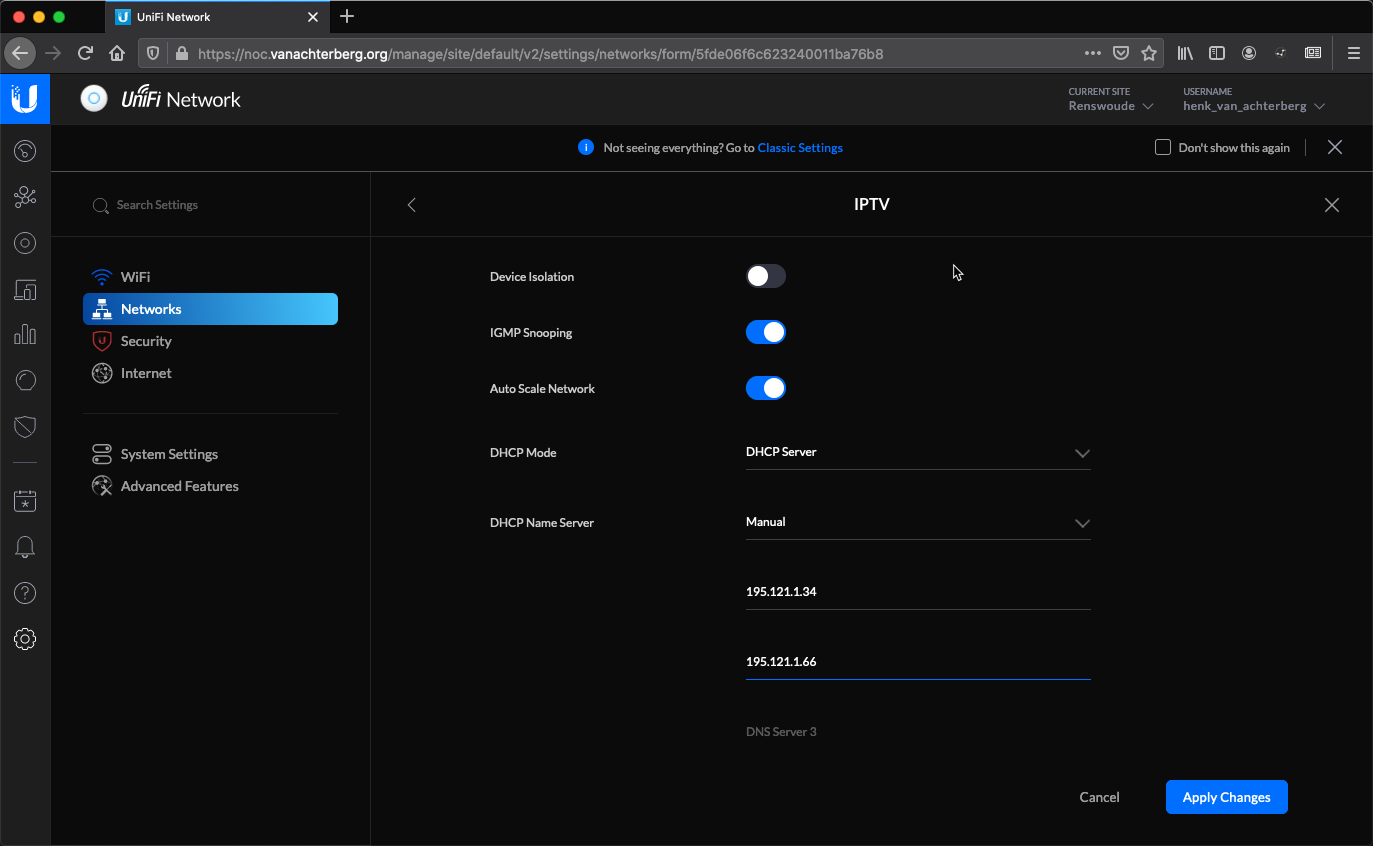 UniFi Network
https://noc.vanachterberg.org/manage/site/default/v2/settings/networks/form/5fde06f6c623240011ba76b8
UniFi Network
CURRENT SITE
Renswoude
USERNAME
henk_van_achterberg
Not seeing everything? Go to Classic Settings
Don't show this again
Search Settings
IPTV
WiFi
Networks
Security
Internet
System Settings
Advanced Features
Device Isolation
IGMP Snooping
Auto Scale Network
DHCP Mode
DHCP Server
DHCP Name Server
Manual
195.121.1.34
195.121.1.66
DNS Server 3
Cancel
Apply Changes